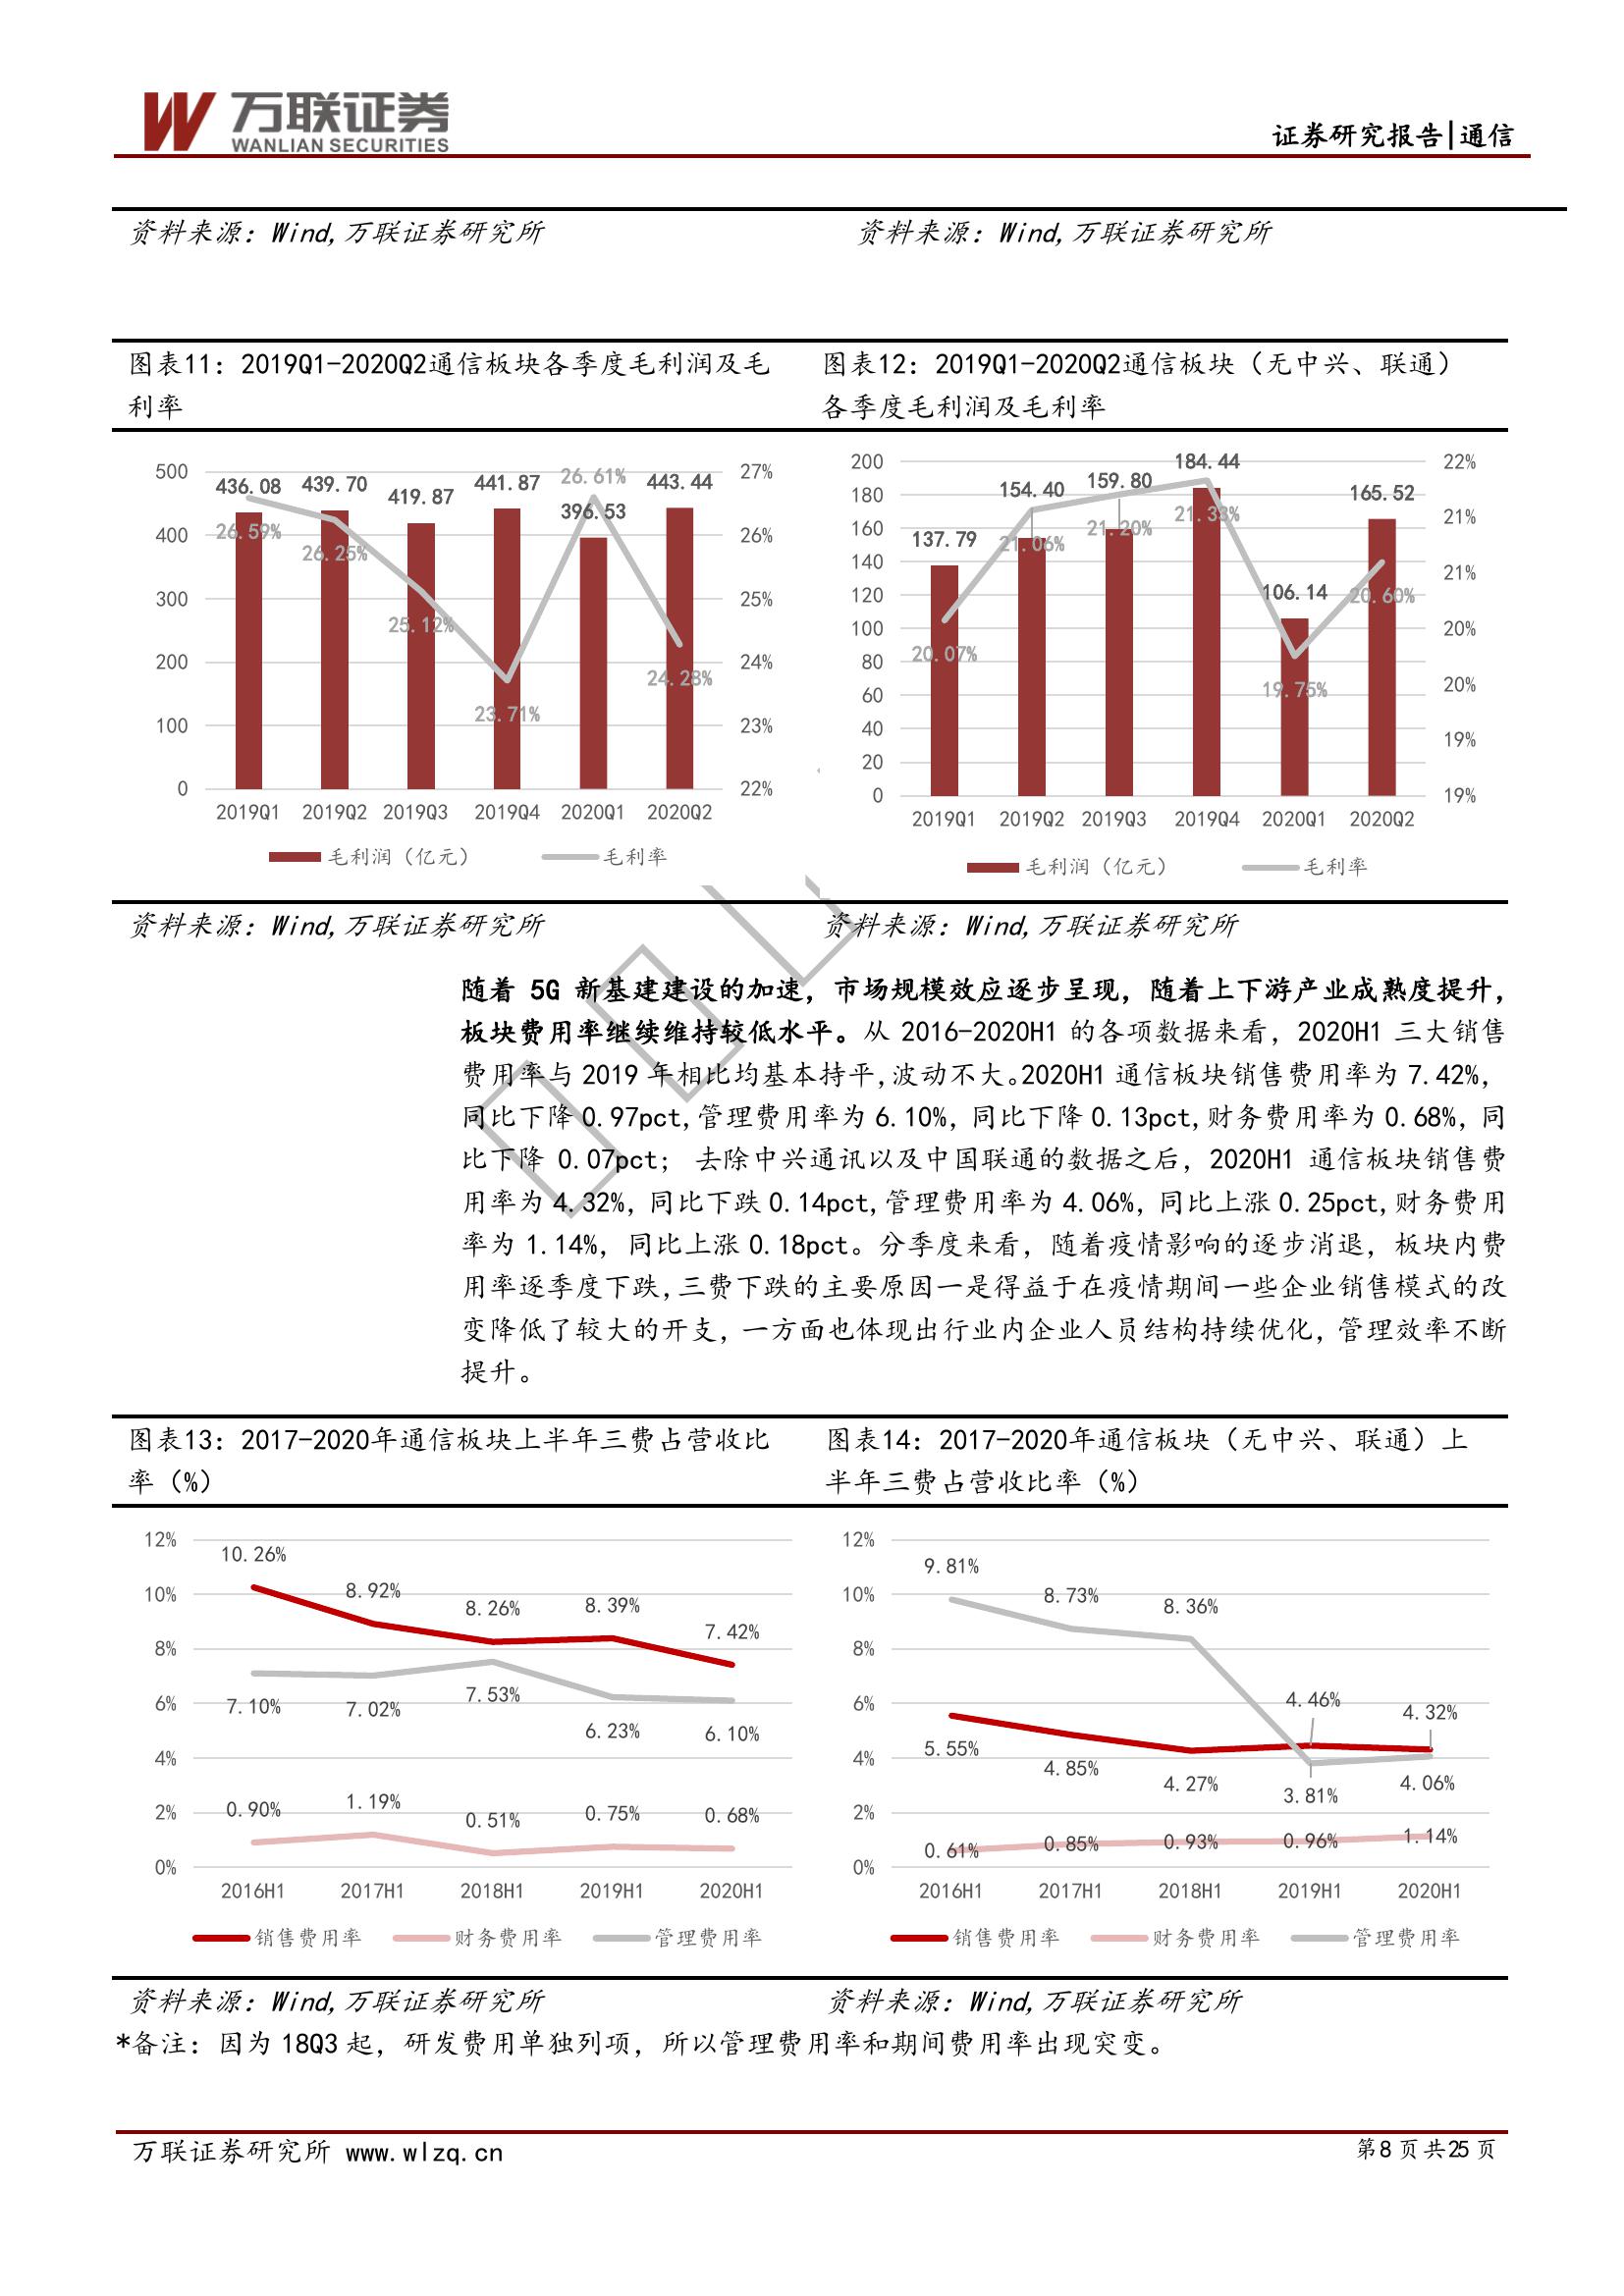 万联证券
WANLIAN SECURITIES
证券研究报告|通信
资料来源：Wind,万联证券研究所
资料来源：Wind,万联证券研究所
图表11：2019Q1-2020Q2通信板块各季度毛利润及毛
利率
图表12：2019Q1-2020Q2通信板块（无中兴、联通）
各季度毛利润及毛利率
500
400
300
200
100
0
27%
26%
25%
24%
23%
22%
436.08
439.70
419.87
441.87
396.53
443.44
26.59%
26.25%
25.12%
23.71%
26.61%
24.28%
2019Q1 2019Q2 2019Q3 2019Q4 2020Q1 2020Q2
毛利润（亿元） 毛利率
200
180
160
140
120
100
80
60
40
20
0
22%
21%
21%
20%
20%
19%
19%
137.79
154.40
159.80
184.44
106.14
165.52
20.07%
21.06%
21.20%
21.33%
19.75%
20.60%
2019Q1 2019Q2 2019Q3 2019Q4 2020Q1 2020Q2
毛利润（亿元） 毛利率
资料来源：Wind,万联证券研究所
资料来源：Wind,万联证券研究所
随着 5G 新基建建设的加速，市场规模效应逐步呈现，随着上下游产业成熟度提升，
板块费用率继续维持较低水平。从 2016-2020H1 的各项数据来看，2020H1 三大销售
费用率与 2019 年相比均基本持平,波动不大。2020H1 通信板块销售费用率为 7.42%，
同比下降 0.97pct,管理费用率为 6.10%，同比下降 0.13pct,财务费用率为 0.68%，同
比下降 0.07pct； 去除中兴通讯以及中国联通的数据之后，2020H1 通信板块销售费
用率为 4.32%，同比下跌 0.14pct,管理费用率为 4.06%，同比上涨 0.25pct,财务费用
率为 1.14%，同比上涨 0.18pct。分季度来看，随着疫情影响的逐步消退，板块内费
用率逐季度下跌,三费下跌的主要原因一是得益于在疫情期间一些企业销售模式的改
变降低了较大的开支，一方面也体现出行业内企业人员结构持续优化，管理效率不断
提升。
图表13：2017-2020年通信板块上半年三费占营收比
率（%）
图表14：2017-2020年通信板块（无中兴、联通）上
半年三费占营收比率（%）
12%
10%
8%
6%
4%
2%
0%
10.26%
8.92%
8.26%
8.39%
7.42%
7.10%
7.02%
7.53%
6.23%
6.10%
0.90%
1.19%
0.51%
0.75%
0.68%
2016H1 2017H1 2018H1 2019H1 2020H1
销售费用率 财务费用率 管理费用率
12%
10%
8%
6%
4%
2%
0%
9.81%
8.73%
8.36%
4.46%
4.32%
5.55%
4.85%
4.27%
3.81%
4.06%
0.61%
0.85%
0.93%
0.96%
1.14%
2016H1 2017H1 2018H1 2019H1 2020H1
销售费用率 财务费用率 管理费用率
资料来源：Wind,万联证券研究所
资料来源：Wind,万联证券研究所
*备注：因为 18Q3 起，研发费用单独列项，所以管理费用率和期间费用率出现突变。
万联证券研究所 www.wlzq.cn
第8 页共25 页